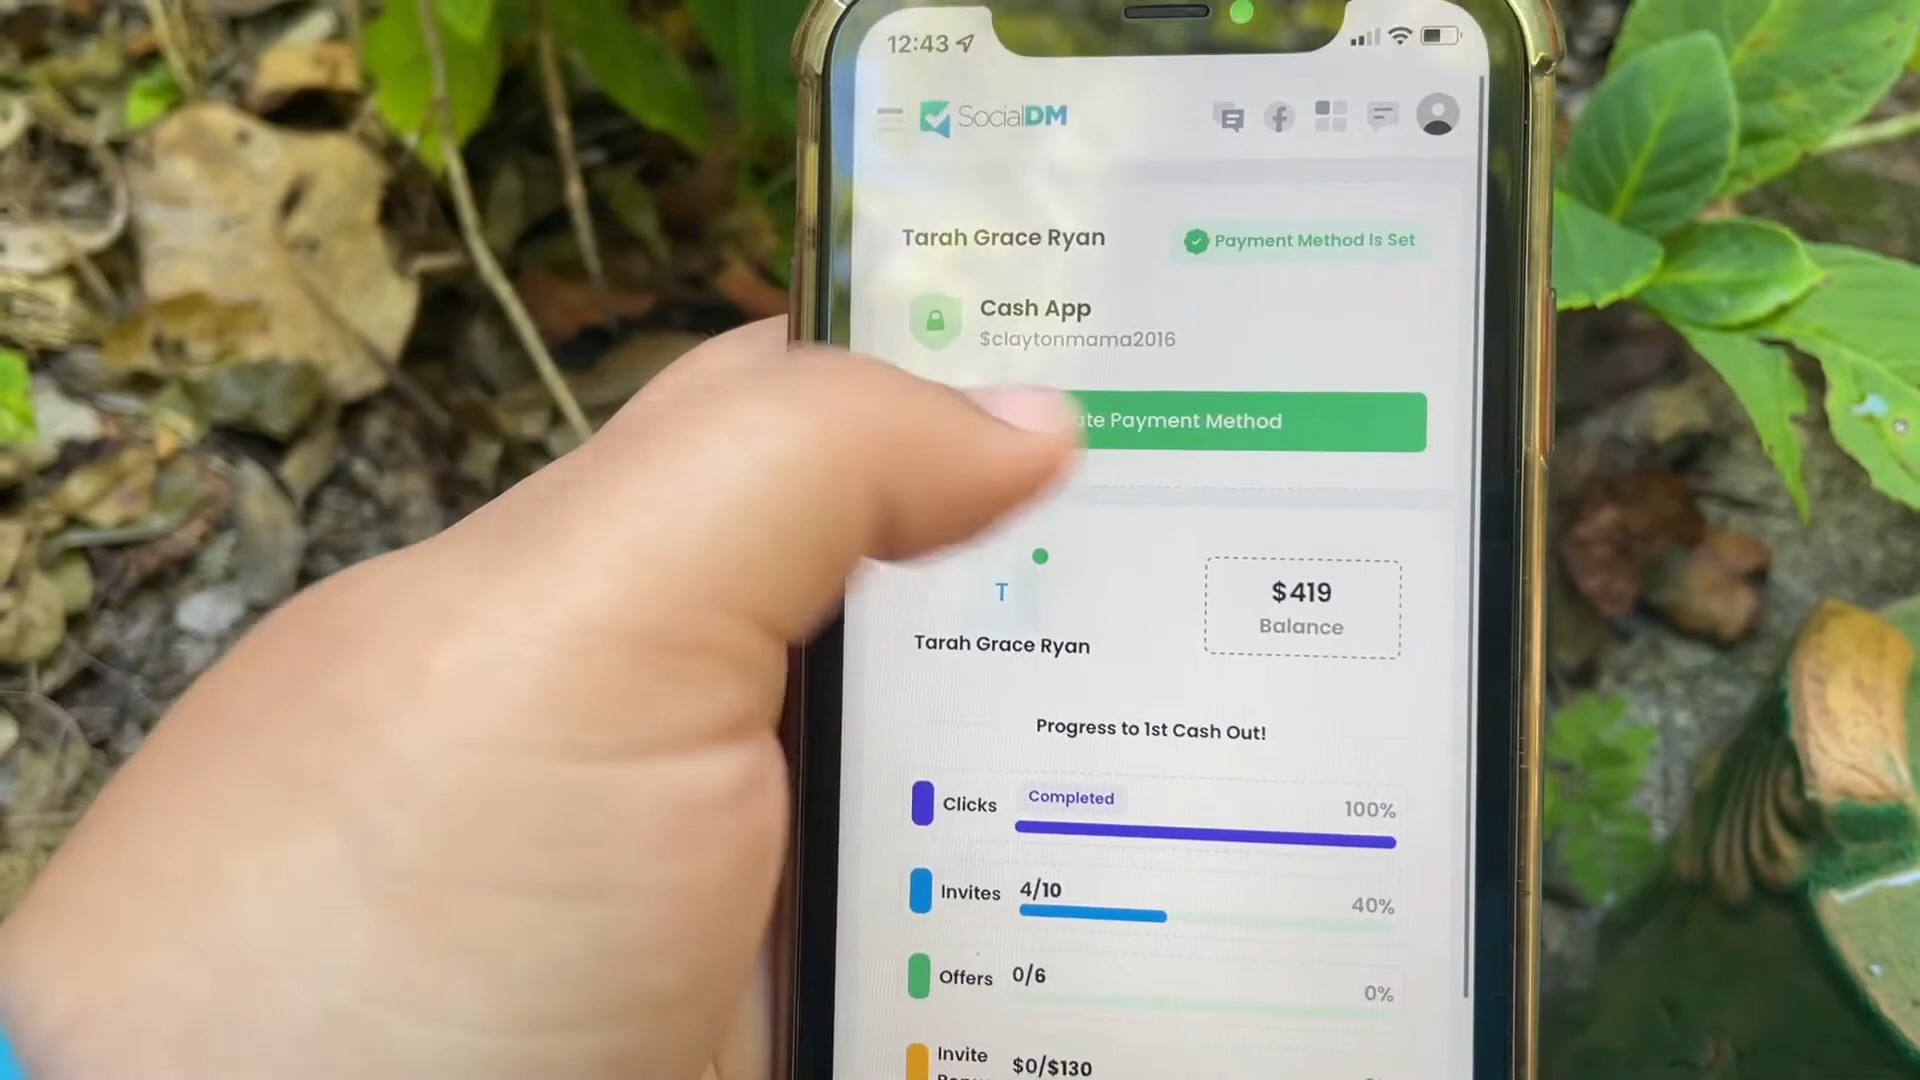 12:43
SocialDM
Tarah Grace Ryan
Payment Method Is Set
Cash App
$claytonmama2016
Payment Method
T
$419
Balance
Tarah Grace Ryan
Progress to 1st Cash Out!
Clicks
Completed
100%
Invites
4/10
40%
Offers
0/6
0%
Invite
$0/$130